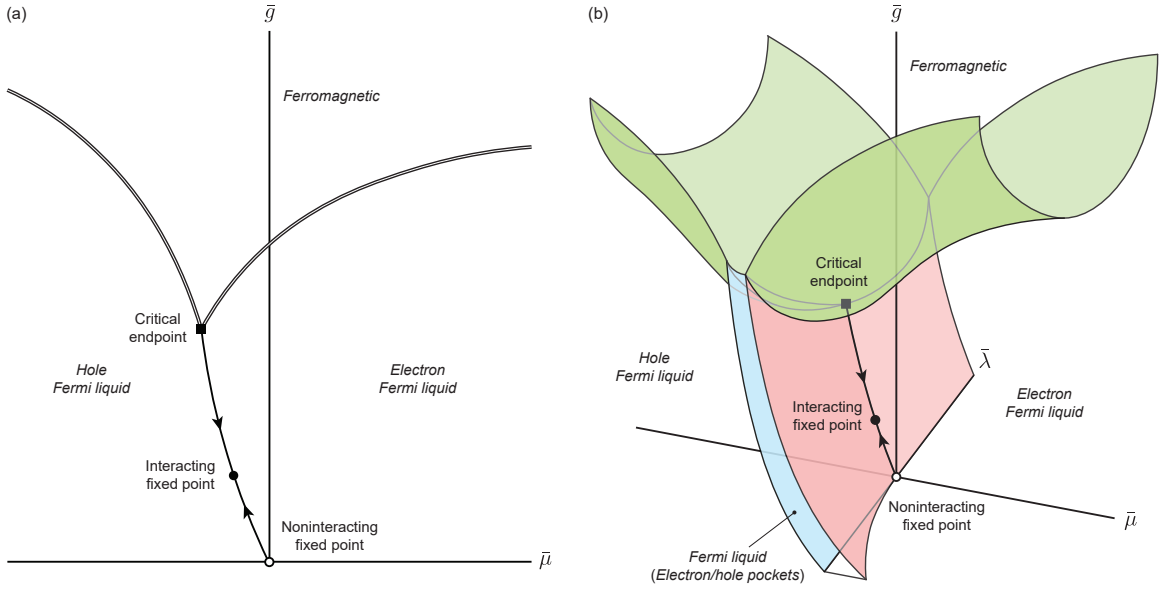 (a)
ḡ
Ferromagnetic
Critical
endpoint
Hole
Fermi liquid
Electron
Fermi liquid
Interacting
fixed point
Noninteracting
fixed point
μ̄
(b)
ḡ
Ferromagnetic
Critical
endpoint
Hole
Fermi liquid
λ̄
Electron
Fermi liquid
Interacting
fixed point
Noninteracting
fixed point
μ̄
Fermi liquid
(Electron/hole pockets)